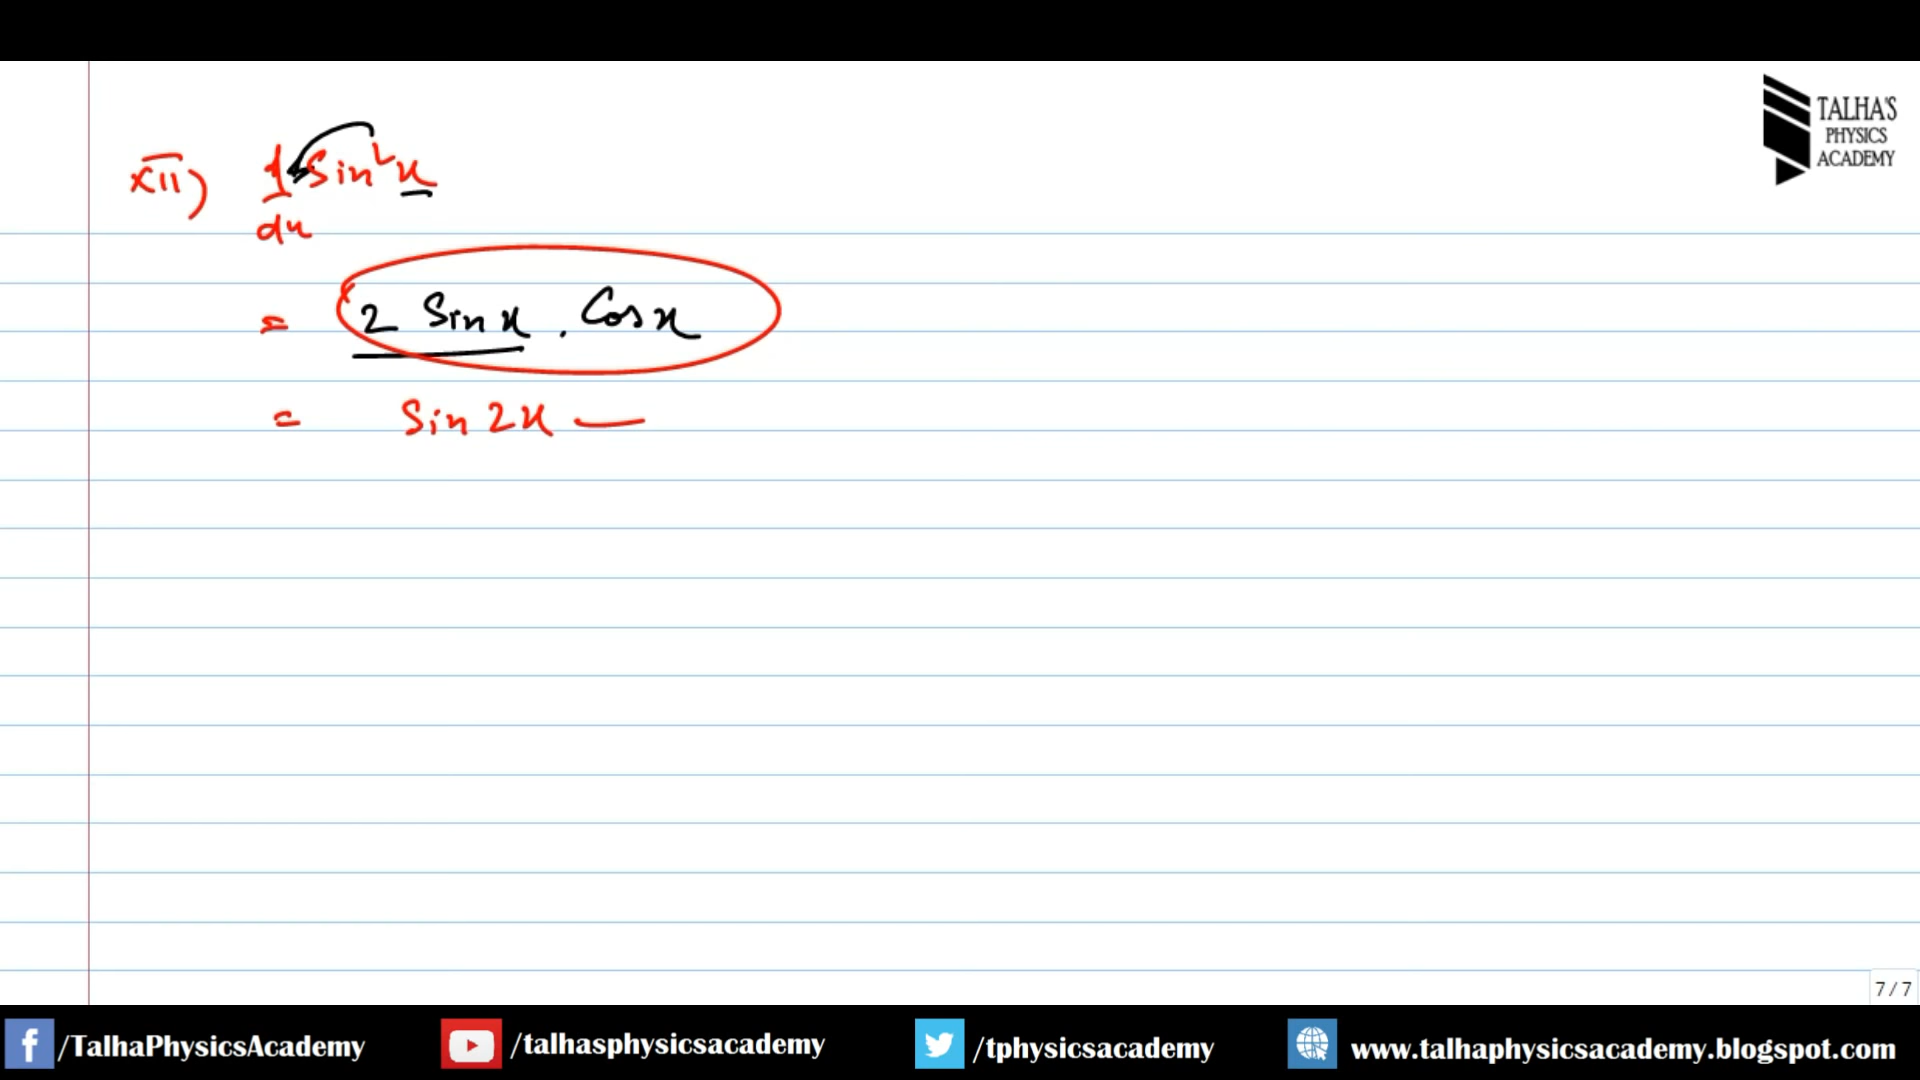 TALHA'S
PHYSICS
ACADEMY
xii) d/dx Sin²x
= 2 Sin x . Cos x
= Sin 2x
7 / 7
/TalhaPhysicsAcademy /talhasphysicsacademy /tphysicsacademy www.talhaphysicsacademy.blogspot.com